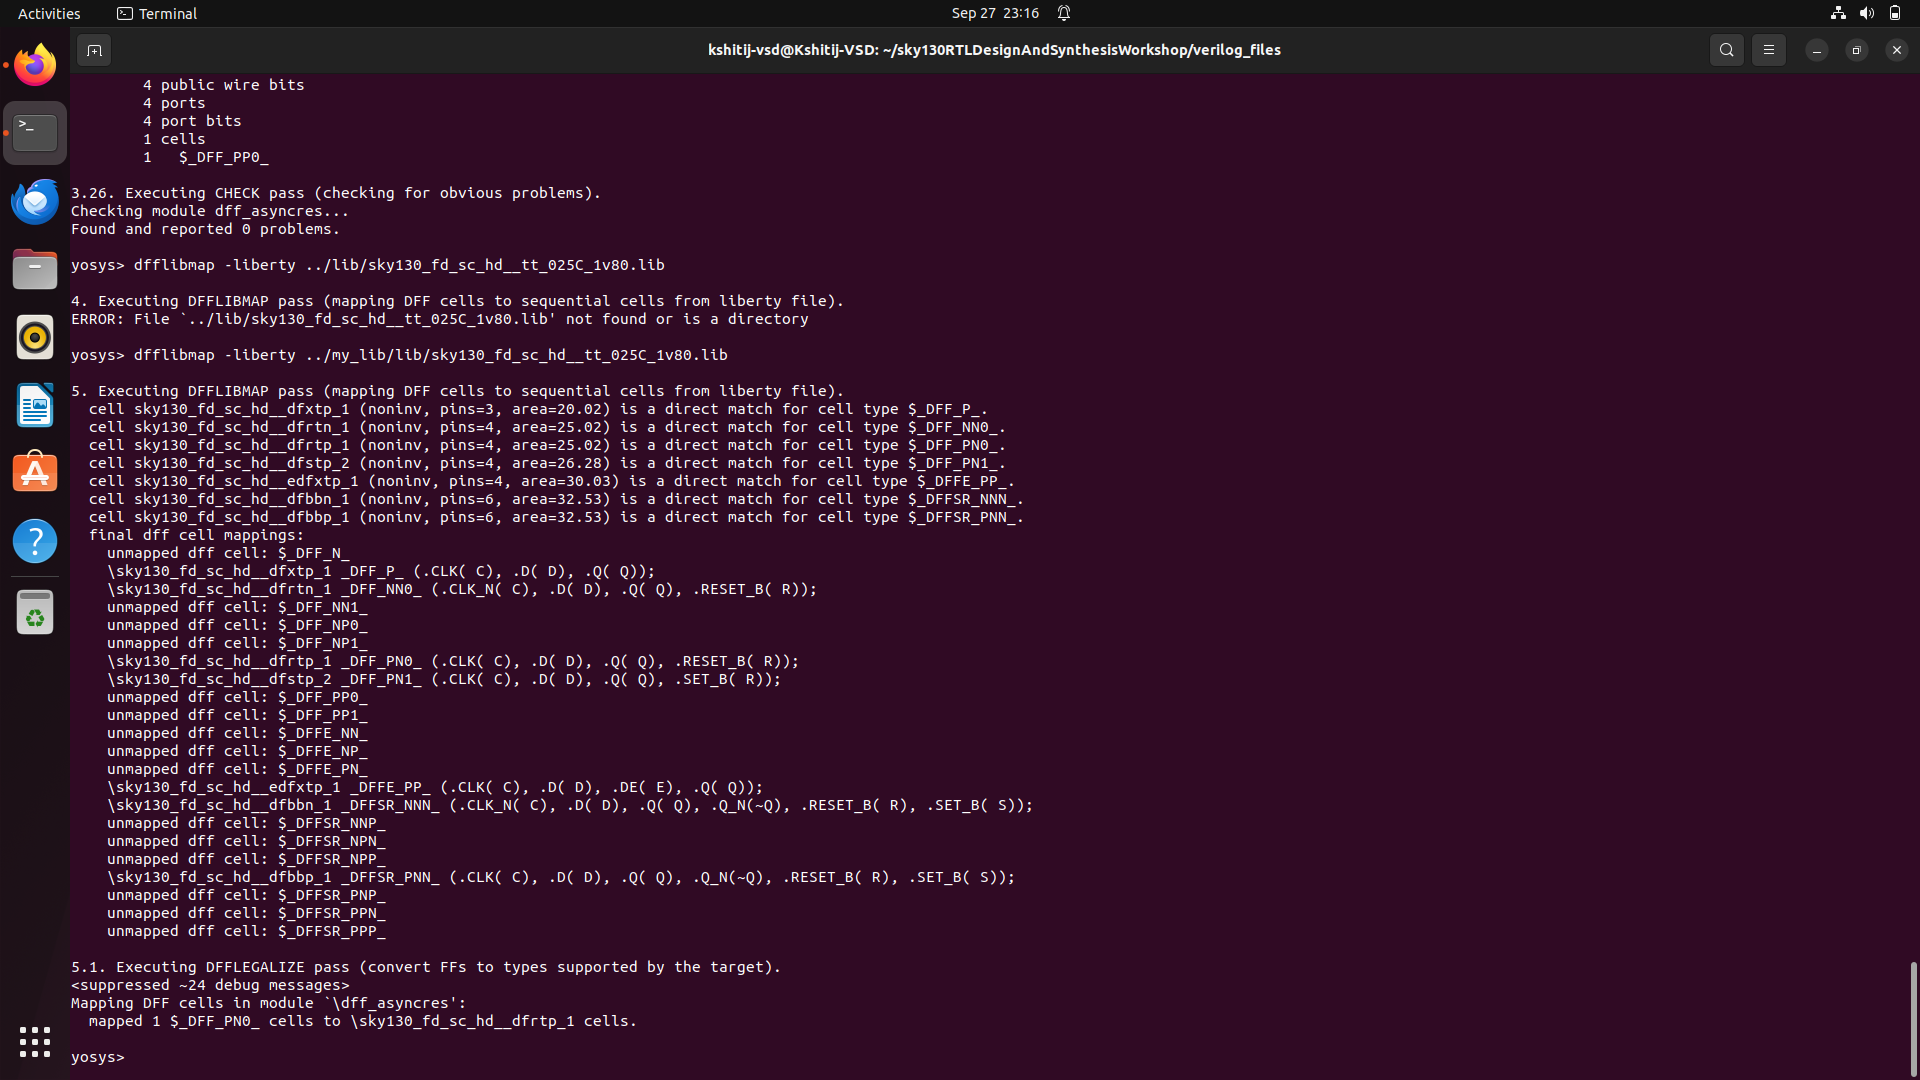 Activities
Terminal
Sep 27 23:16
kshitij-vsd@Kshitij-VSD: ~/sky130RTLDesignAndSynthesisWorkshop/verilog_files
        4 public wire bits
        4 ports
        4 port bits
        1 cells
        1   $_DFF_PP0_
3.26. Executing CHECK pass (checking for obvious problems).
Checking module dff_asyncres...
Found and reported 0 problems.
yosys> dfflibmap -liberty ../lib/sky130_fd_sc_hd__tt_025C_1v80.lib
4. Executing DFFLIBMAP pass (mapping DFF cells to sequential cells from liberty file).
ERROR: File `../lib/sky130_fd_sc_hd__tt_025C_1v80.lib' not found or is a directory
yosys> dfflibmap -liberty ../my_lib/lib/sky130_fd_sc_hd__tt_025C_1v80.lib
5. Executing DFFLIBMAP pass (mapping DFF cells to sequential cells from liberty file).
  cell sky130_fd_sc_hd__dfxtp_1 (noninv, pins=3, area=20.02) is a direct match for cell type $_DFF_P_.
  cell sky130_fd_sc_hd__dfrtn_1 (noninv, pins=4, area=25.02) is a direct match for cell type $_DFF_NN0_.
  cell sky130_fd_sc_hd__dfrtp_1 (noninv, pins=4, area=25.02) is a direct match for cell type $_DFF_PN0_.
  cell sky130_fd_sc_hd__dfstp_2 (noninv, pins=4, area=26.28) is a direct match for cell type $_DFF_PN1_.
  cell sky130_fd_sc_hd__edfxtp_1 (noninv, pins=4, area=30.03) is a direct match for cell type $_DFFE_PP_.
  cell sky130_fd_sc_hd__dfbbn_1 (noninv, pins=6, area=32.53) is a direct match for cell type $_DFFSR_NNN_.
  cell sky130_fd_sc_hd__dfbbp_1 (noninv, pins=6, area=32.53) is a direct match for cell type $_DFFSR_PNN_.
  final dff cell mappings:
    unmapped dff cell: $_DFF_N_
    \sky130_fd_sc_hd__dfxtp_1 _DFF_P_ (.CLK( C), .D( D), .Q( Q));
    \sky130_fd_sc_hd__dfrtn_1 _DFF_NN0_ (.CLK_N( C), .D( D), .Q( Q), .RESET_B( R));
    unmapped dff cell: $_DFF_NN1_
    unmapped dff cell: $_DFF_NP0_
    unmapped dff cell: $_DFF_NP1_
    \sky130_fd_sc_hd__dfrtp_1 _DFF_PN0_ (.CLK( C), .D( D), .Q( Q), .RESET_B( R));
    \sky130_fd_sc_hd__dfstp_2 _DFF_PN1_ (.CLK( C), .D( D), .Q( Q), .SET_B( R));
    unmapped dff cell: $_DFF_PP0_
    unmapped dff cell: $_DFF_PP1_
    unmapped dff cell: $_DFFE_NN_
    unmapped dff cell: $_DFFE_NP_
    unmapped dff cell: $_DFFE_PN_
    \sky130_fd_sc_hd__edfxtp_1 _DFFE_PP_ (.CLK( C), .D( D), .DE( E), .Q( Q));
    \sky130_fd_sc_hd__dfbbn_1 _DFFSR_NNN_ (.CLK_N( C), .D( D), .Q( Q), .Q_N(~Q), .RESET_B( R), .SET_B( S));
    unmapped dff cell: $_DFFSR_NNP_
    unmapped dff cell: $_DFFSR_NPN_
    unmapped dff cell: $_DFFSR_NPP_
    \sky130_fd_sc_hd__dfbbp_1 _DFFSR_PNN_ (.CLK( C), .D( D), .Q( Q), .Q_N(~Q), .RESET_B( R), .SET_B( S));
    unmapped dff cell: $_DFFSR_PNP_
    unmapped dff cell: $_DFFSR_PPN_
    unmapped dff cell: $_DFFSR_PPP_
5.1. Executing DFFLEGALIZE pass (convert FFs to types supported by the target).
<suppressed ~24 debug messages>
Mapping DFF cells in module `\dff_asyncres':
  mapped 1 $_DFF_PN0_ cells to \sky130_fd_sc_hd__dfrtp_1 cells.
yosys>